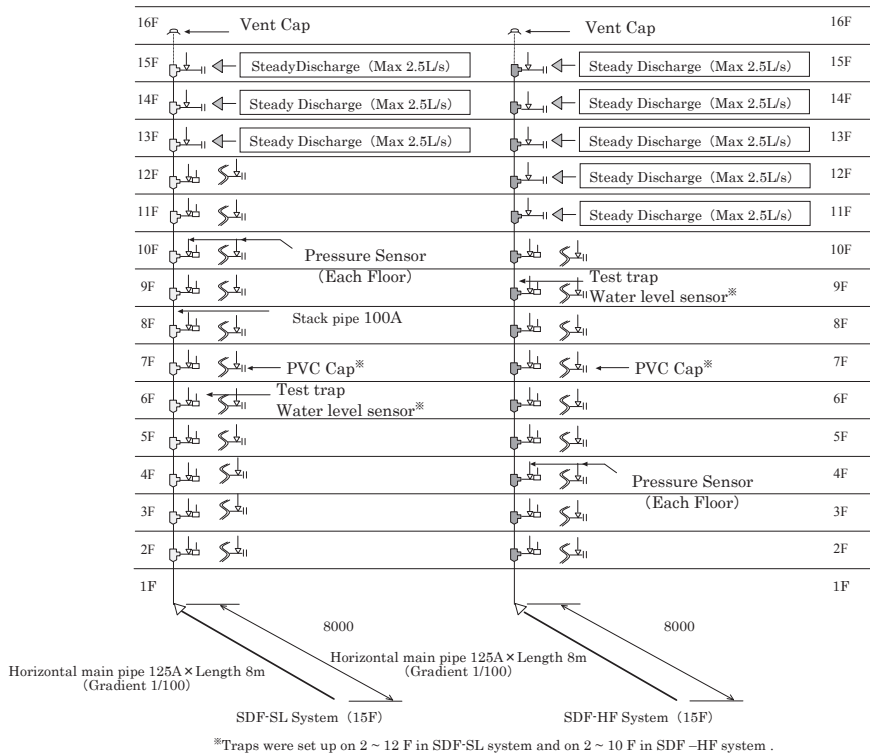 16F Vent Cap Vent Cap 16F
15F SteadyDischarge (Max 2.5L/s) Steady Discharge (Max 2.5L/s) 15F
14F Steady Discharge (Max 2.5L/s) Steady Discharge (Max 2.5L/s) 14F
13F Steady Discharge (Max 2.5L/s) Steady Discharge (Max 2.5L/s) 13F
12F Steady Discharge (Max 2.5L/s) 12F
11F Steady Discharge (Max 2.5L/s) 11F
10F Pressure Sensor 10F
(Each Floor)
9F Test trap 9F
Water level sensor※
8F Stack pipe 100A 8F
7F PVC Cap※ PVC Cap※ 7F
6F Test trap 6F
Water level sensor※
5F 5F
4F Pressure Sensor 4F
(Each Floor)
3F 3F
2F 2F
1F 1F
8000 8000
Horizontal main pipe 125A×Length 8m Horizontal main pipe 125A×Length 8m
(Gradient 1/100) (Gradient 1/100)
SDF-SL System (15F) SDF-HF System (15F)
※Traps were set up on 2 ~ 12 F in SDF-SL system and on 2 ~ 10 F in SDF –HF system .